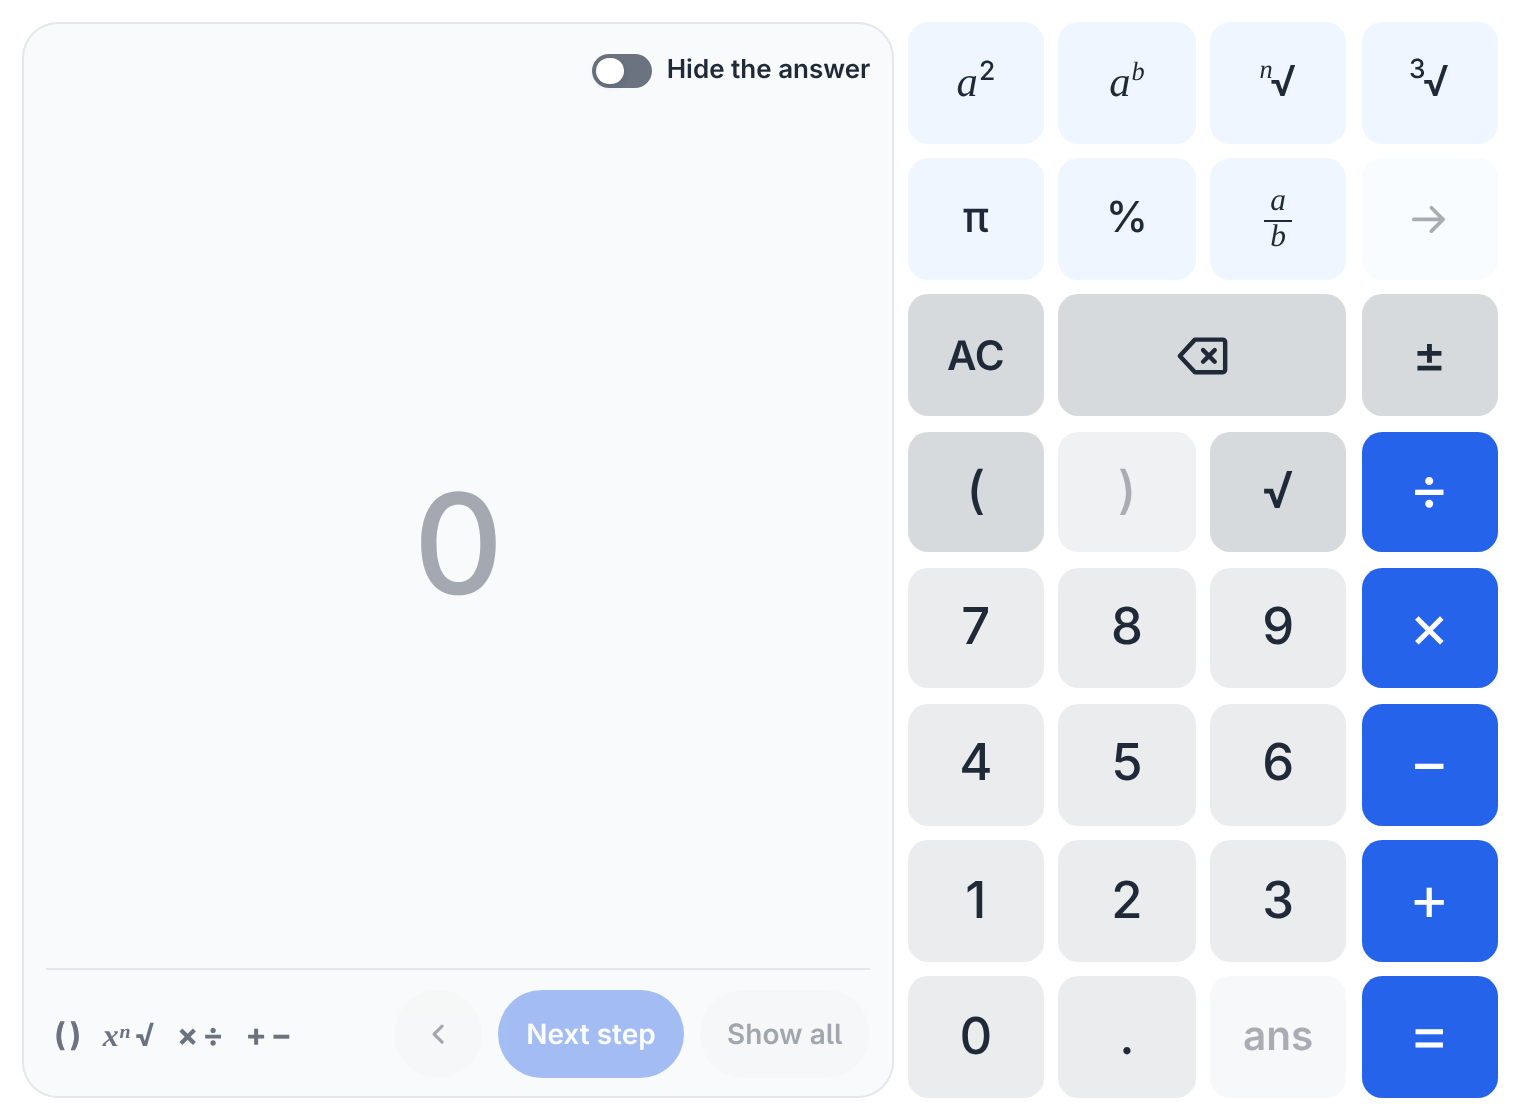 Hide the answer
0
() xⁿ √ × ÷ + −
Next step
Show all
a² aᵇ ⁿ√ ³√
π % a/b →
AC ±
( ) √ ÷
7 8 9 ×
4 5 6 −
1 2 3 +
0 . ans =